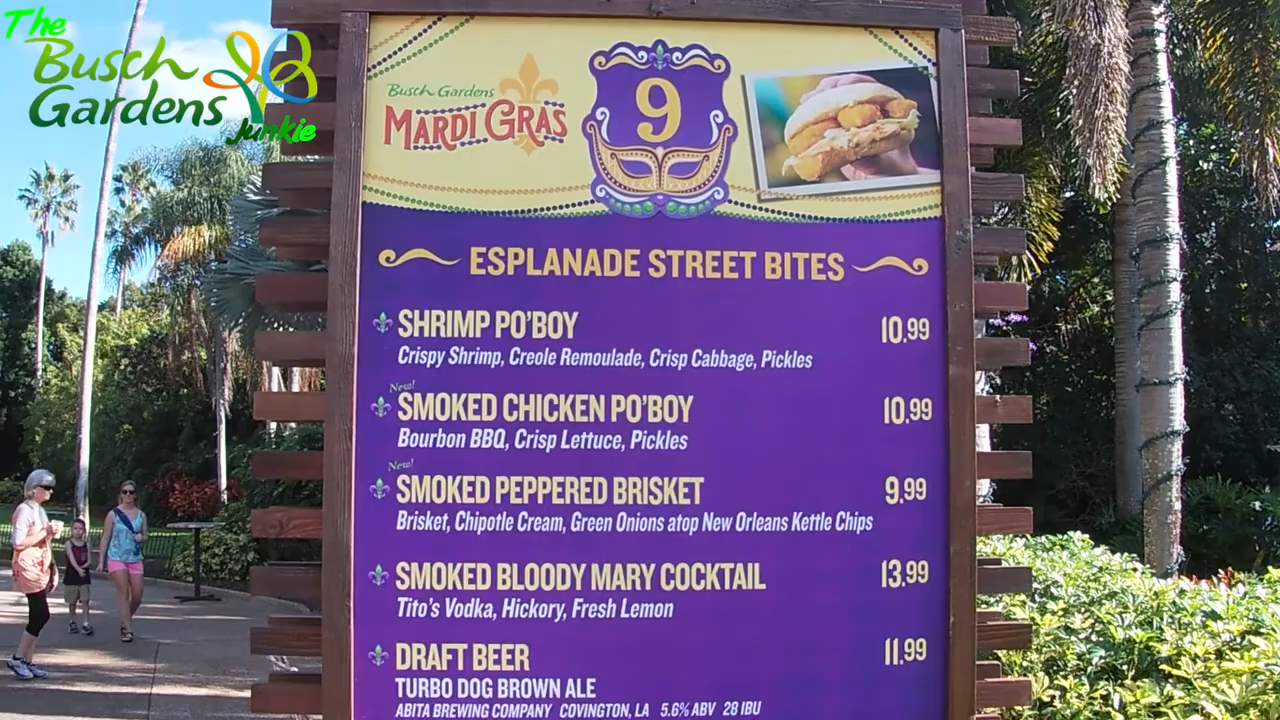 The
Busch
Gardens
Junkie
Busch Gardens
MARDI GRAS
9
ESPLANADE STREET BITES
SHRIMP PO'BOY 10.99
Crispy Shrimp, Creole Remoulade, Crisp Cabbage, Pickles
New!
SMOKED CHICKEN PO'BOY 10.99
Bourbon BBQ, Crisp Lettuce, Pickles
New!
SMOKED PEPPERED BRISKET 9.99
Brisket, Chipotle Cream, Green Onions atop New Orleans Kettle Chips
SMOKED BLOODY MARY COCKTAIL 13.99
Tito's Vodka, Hickory, Fresh Lemon
DRAFT BEER 11.99
TURBO DOG BROWN ALE
ABITA BREWING COMPANY COVINGTON, LA 5.6% ABV 28 IBU